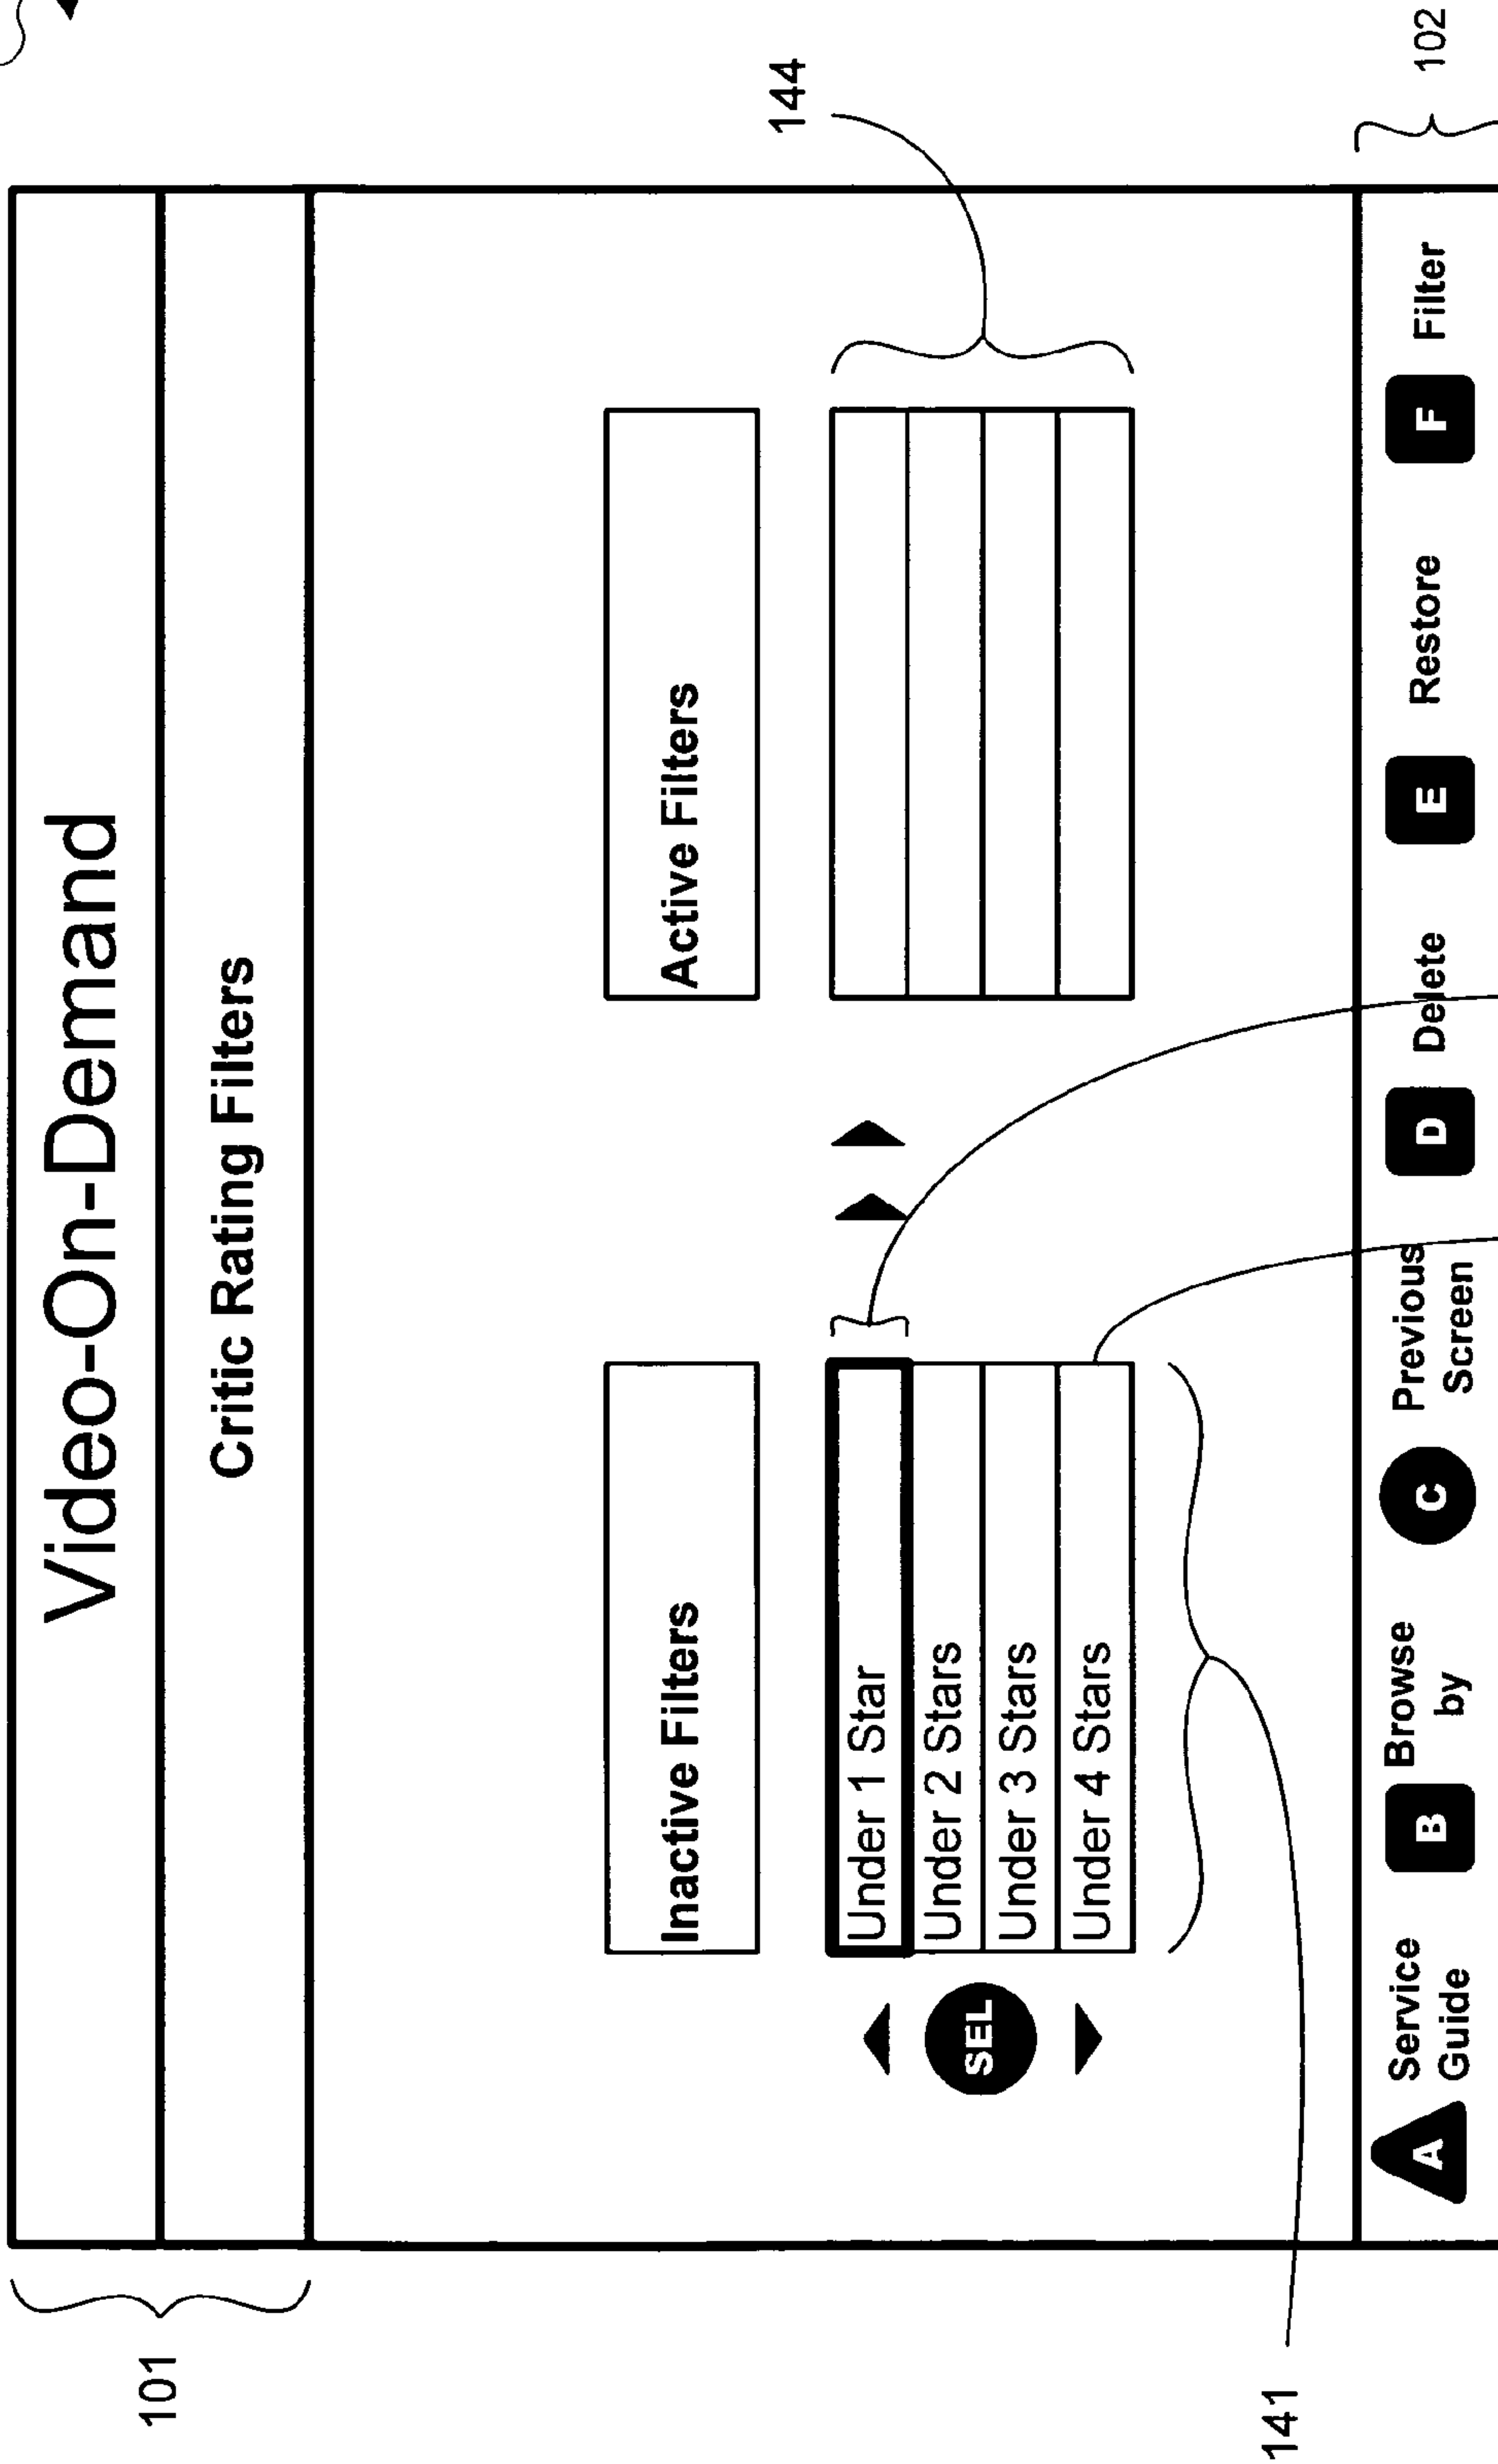 Video-On-Demand
101
Critic Rating Filters
Inactive Filters
Active Filters
144
Under 1 Star
Under 2 Stars
Under 3 Stars
Under 4 Stars
SEL
141
A Service Guide
B Browse by
C Previous Screen
D Delete
E Restore
F Filter
102